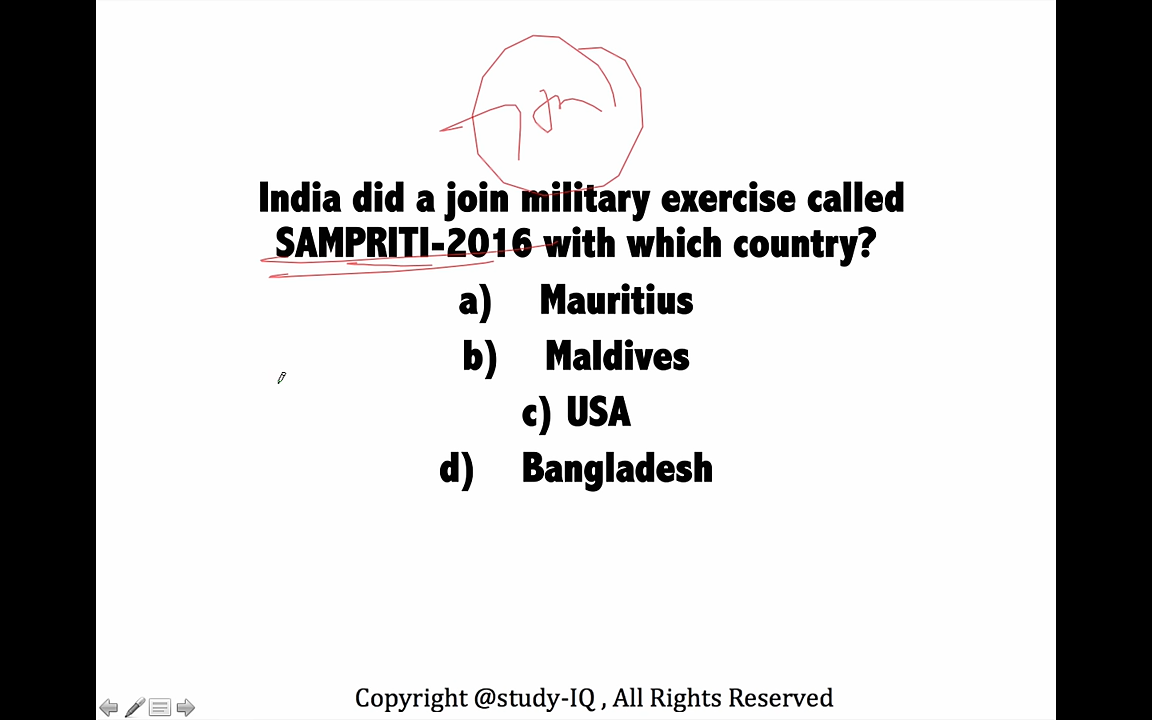 India did a join military exercise called
SAMPRITI-2016 with which country?
a) Mauritius
b) Maldives
c) USA
d) Bangladesh
Copyright @study-IQ , All Rights Reserved